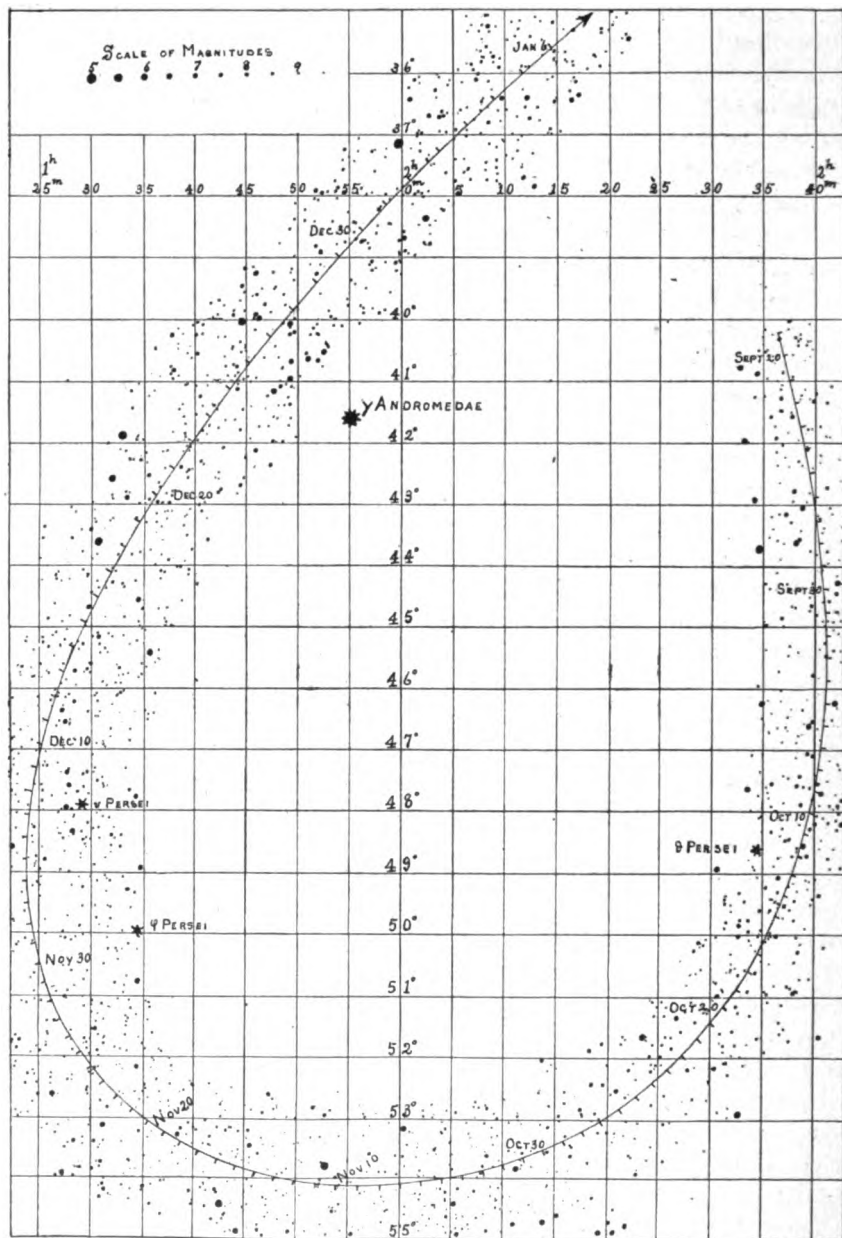 SCALE OF MAGNITUDES
5 6 7 8 9
JAN 6
36
37°
1h 2h 2h
25m 30 35 40 45 50 55 0m 5 10 15 20 25 30 35 40m
DEC 30
40°
SEPT 20
41°
γ ANDROMEDAE
42°
DEC 20
43°
44°
SEPT 30
45°
46°
DEC 10
47°
ν PERSEI
48°
OCT 10
θ PERSEI
49°
φ PERSEI
50°
NOV 30
51°
OCT 20
52°
NOV 20
53°
OCT 30
NOV 10
55°